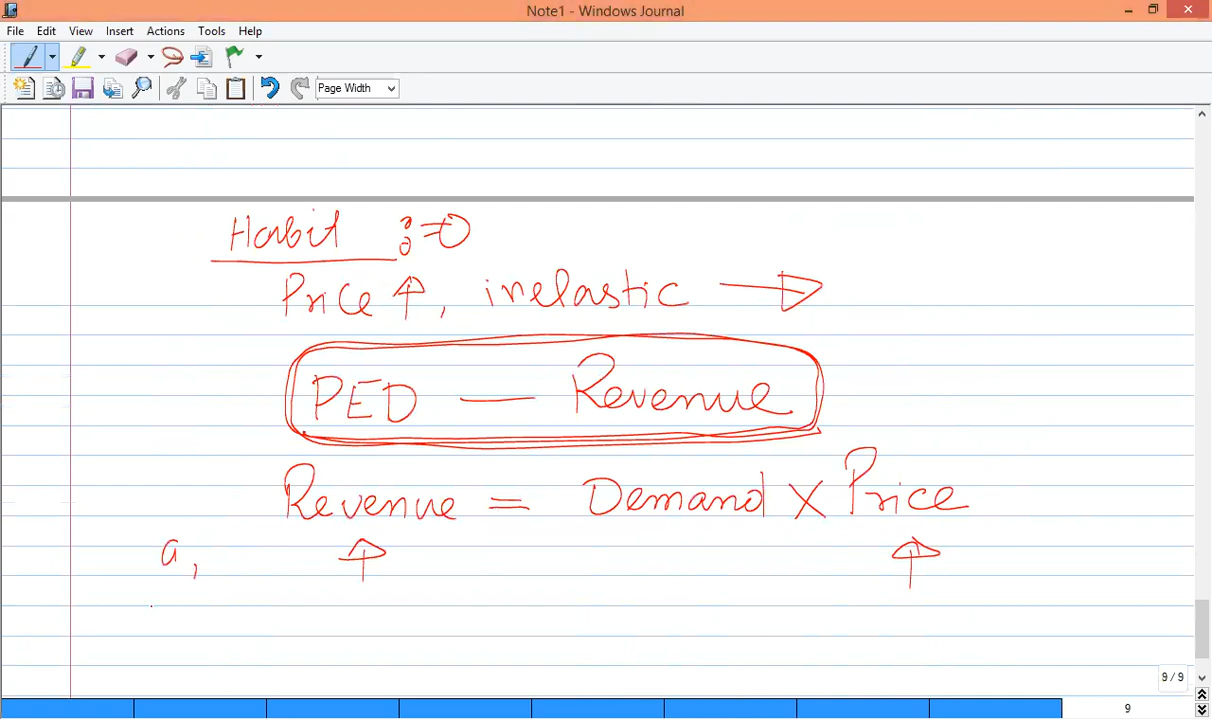 Note1 - Windows Journal
File Edit View Insert Actions Tools Help
Page Width
Habit :⇒
Price ↑, inelastic →
PED — Revenue
Revenue = Demand X Price
a, ↑ ↑
9 / 9
9